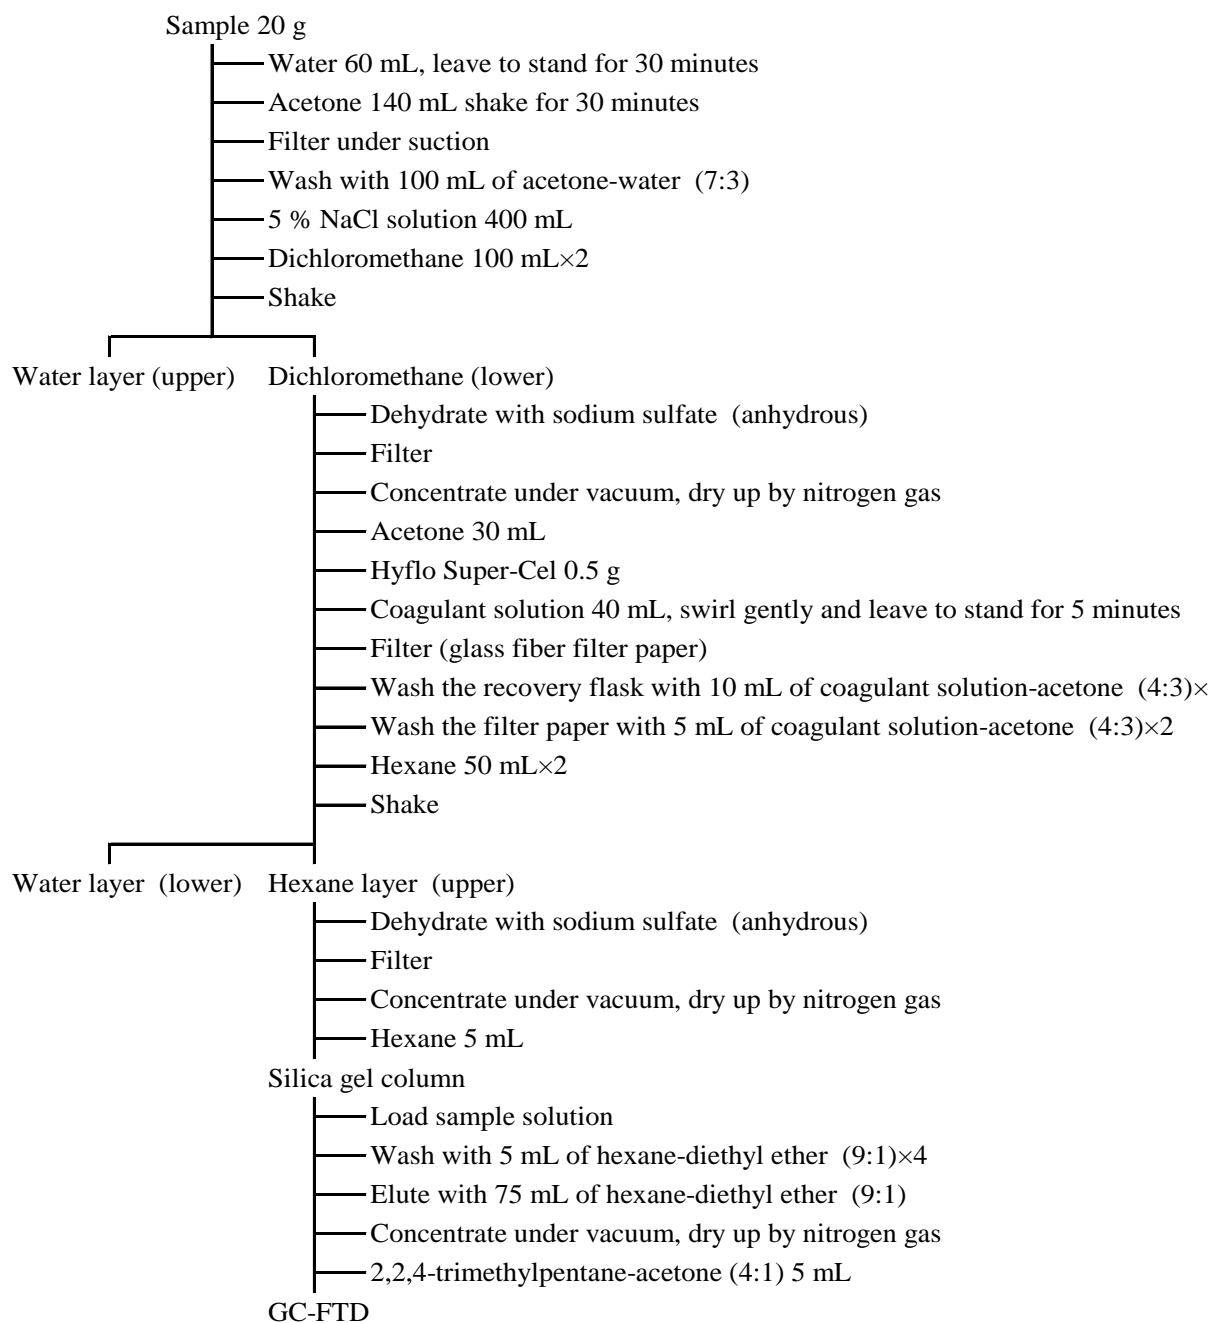 Sample 20 g
Water 60 mL, leave to stand for 30 minutes
Acetone 140 mL shake for 30 minutes
Filter under suction
Wash with 100 mL of acetone-water (7:3)
5 % NaCl solution 400 mL
Dichloromethane 100 mL×2
Shake
Water layer (upper) Dichloromethane (lower)
Dehydrate with sodium sulfate (anhydrous)
Filter
Concentrate under vacuum, dry up by nitrogen gas
Acetone 30 mL
Hyflo Super-Cel 0.5 g
Coagulant solution 40 mL, swirl gently and leave to stand for 5 minutes
Filter (glass fiber filter paper)
Wash the recovery flask with 10 mL of coagulant solution-acetone (4:3)×
Wash the filter paper with 5 mL of coagulant solution-acetone (4:3)×2
Hexane 50 mL×2
Shake
Water layer (lower) Hexane layer (upper)
Dehydrate with sodium sulfate (anhydrous)
Filter
Concentrate under vacuum, dry up by nitrogen gas
Hexane 5 mL
Silica gel column
Load sample solution
Wash with 5 mL of hexane-diethyl ether (9:1)×4
Elute with 75 mL of hexane-diethyl ether (9:1)
Concentrate under vacuum, dry up by nitrogen gas
2,2,4-trimethylpentane-acetone (4:1) 5 mL
GC-FTD